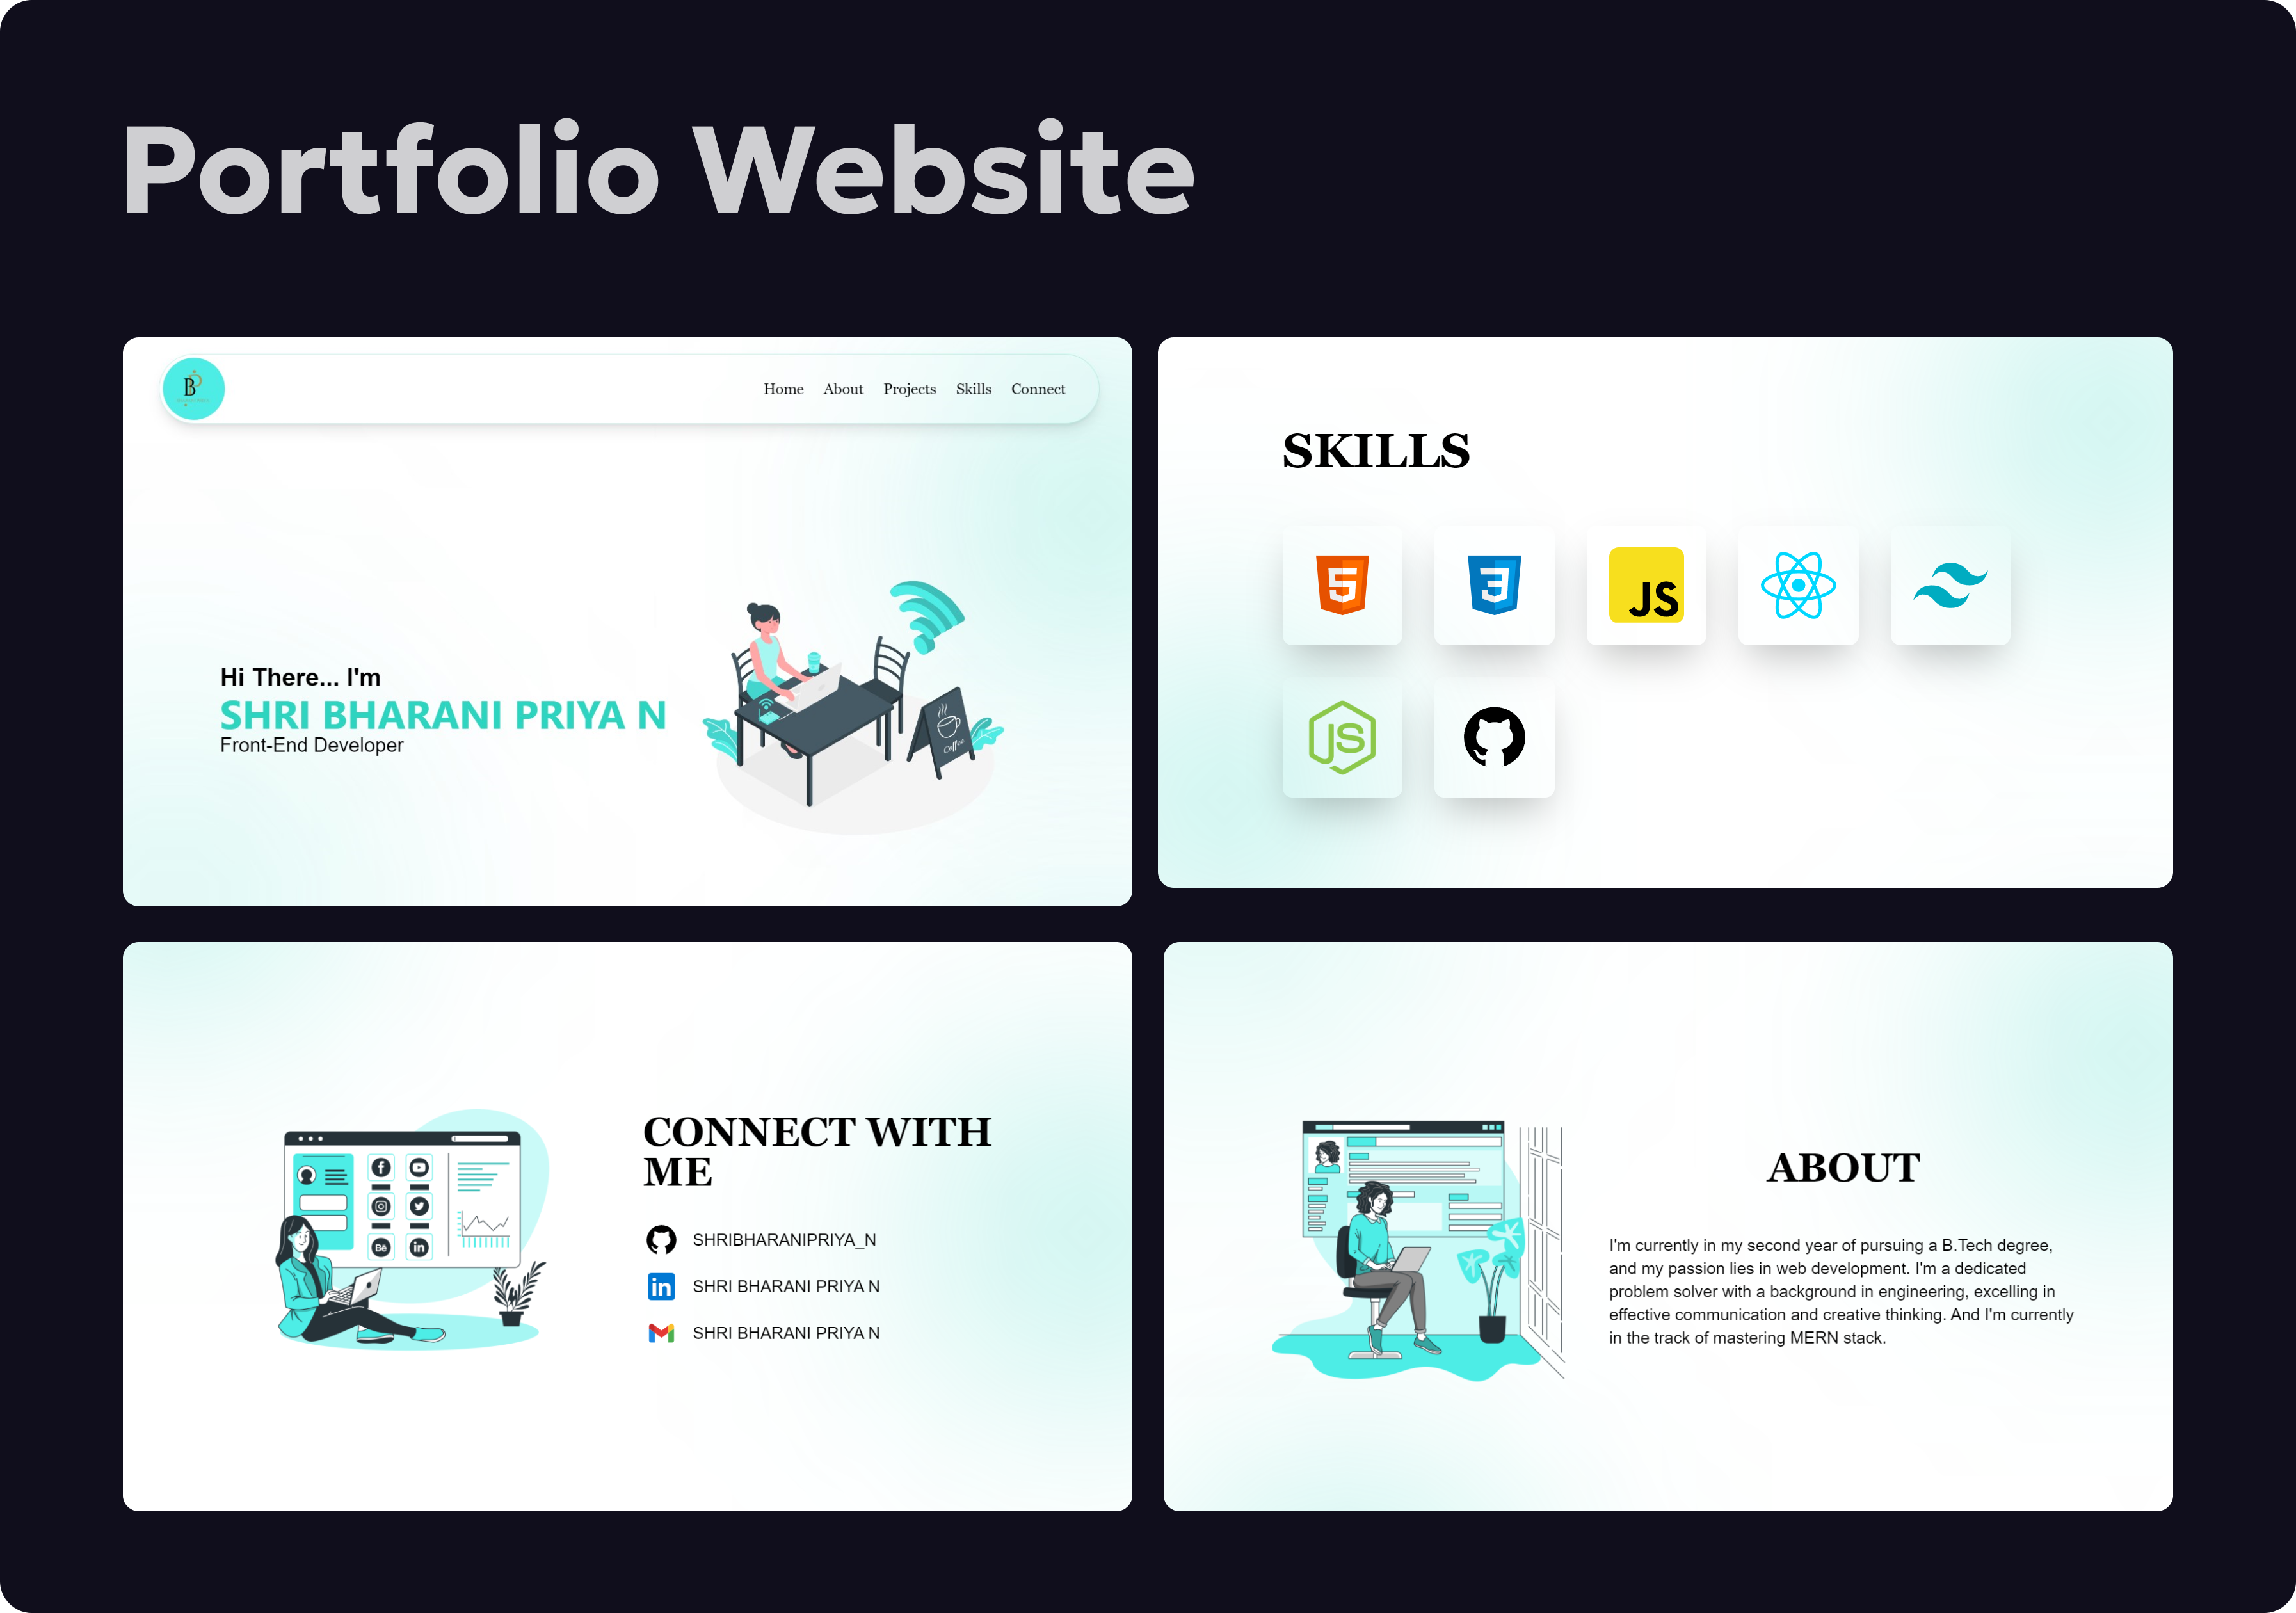 Portfolio Website
B
Home About Projects Skills Connect
Hi There... I'm
SHRI BHARANI PRIYA N
Front-End Developer
Coffee
SKILLS
5
3
JS
JS
CONNECT WITH
ME
SHRIBHARANIPRIYA_N
in SHRI BHARANI PRIYA N
SHRI BHARANI PRIYA N
f
Bē in
ABOUT
I'm currently in my second year of pursuing a B.Tech degree,
and my passion lies in web development. I'm a dedicated
problem solver with a background in engineering, excelling in
effective communication and creative thinking. And I'm currently
in the track of mastering MERN stack.